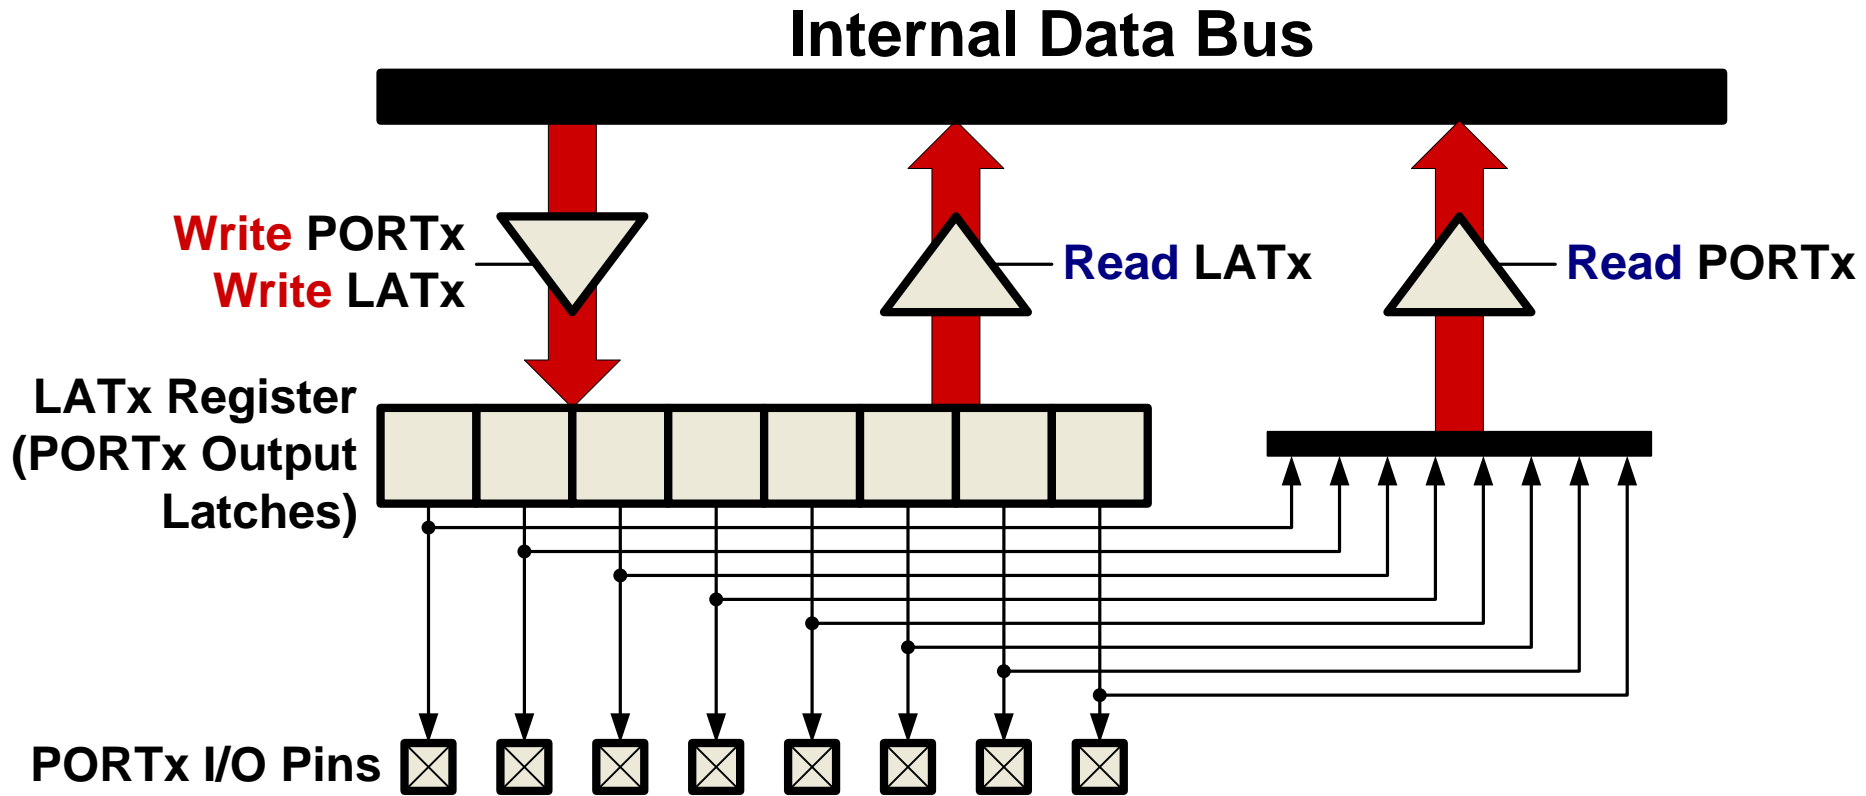 Internal Data Bus
Write PORTx
Write LATx
Read LATx
Read PORTx
LATx Register
(PORTx Output
Latches)
PORTx I/O Pins